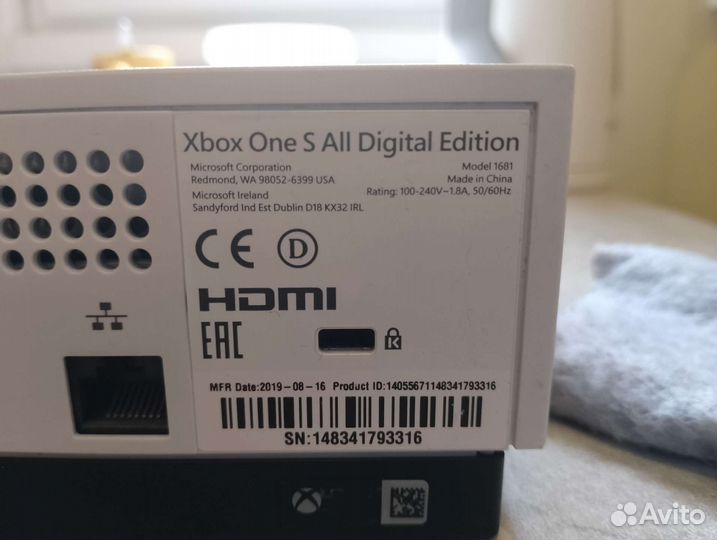 Xbox One S All Digital Edition
Microsoft Corporation
Redmond, WA 98052-6399 USA
Microsoft Ireland
Sandyford Ind Est Dublin D18 KX32 IRL
Model 1681
Made in China
Rating: 100-240V~1.8A, 50/60Hz
CE D
HDMI
EAC
K
MFR Date:2019-08-16 Product ID:14055671148341793316
SN:148341793316
Avito